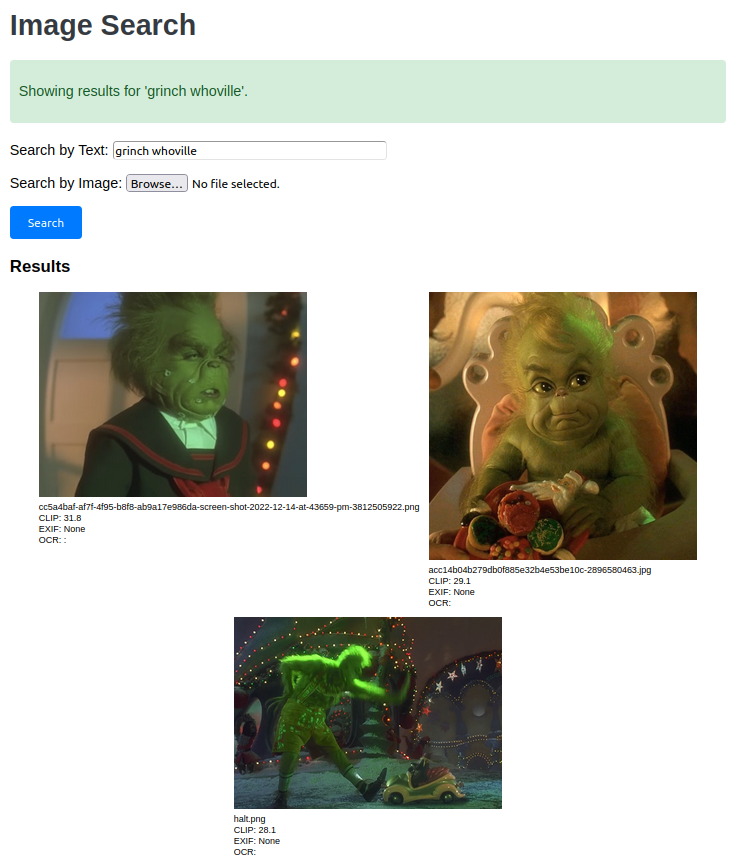 Image Search
Showing results for 'grinch whoville'.
Search by Text: grinch whoville
Search by Image: Browse... No file selected.
Search
Results
cc5a4baf-af7f-4f95-b8f8-ab9a17e986da-screen-shot-2022-12-14-at-43659-pm-3812505922.png
CLIP: 31.8
EXIF: None
OCR: :
acc14b04b279db0f885e32b4e53be10c-2896580463.jpg
CLIP: 29.1
EXIF: None
OCR:
halt.png
CLIP: 28.1
EXIF: None
OCR: